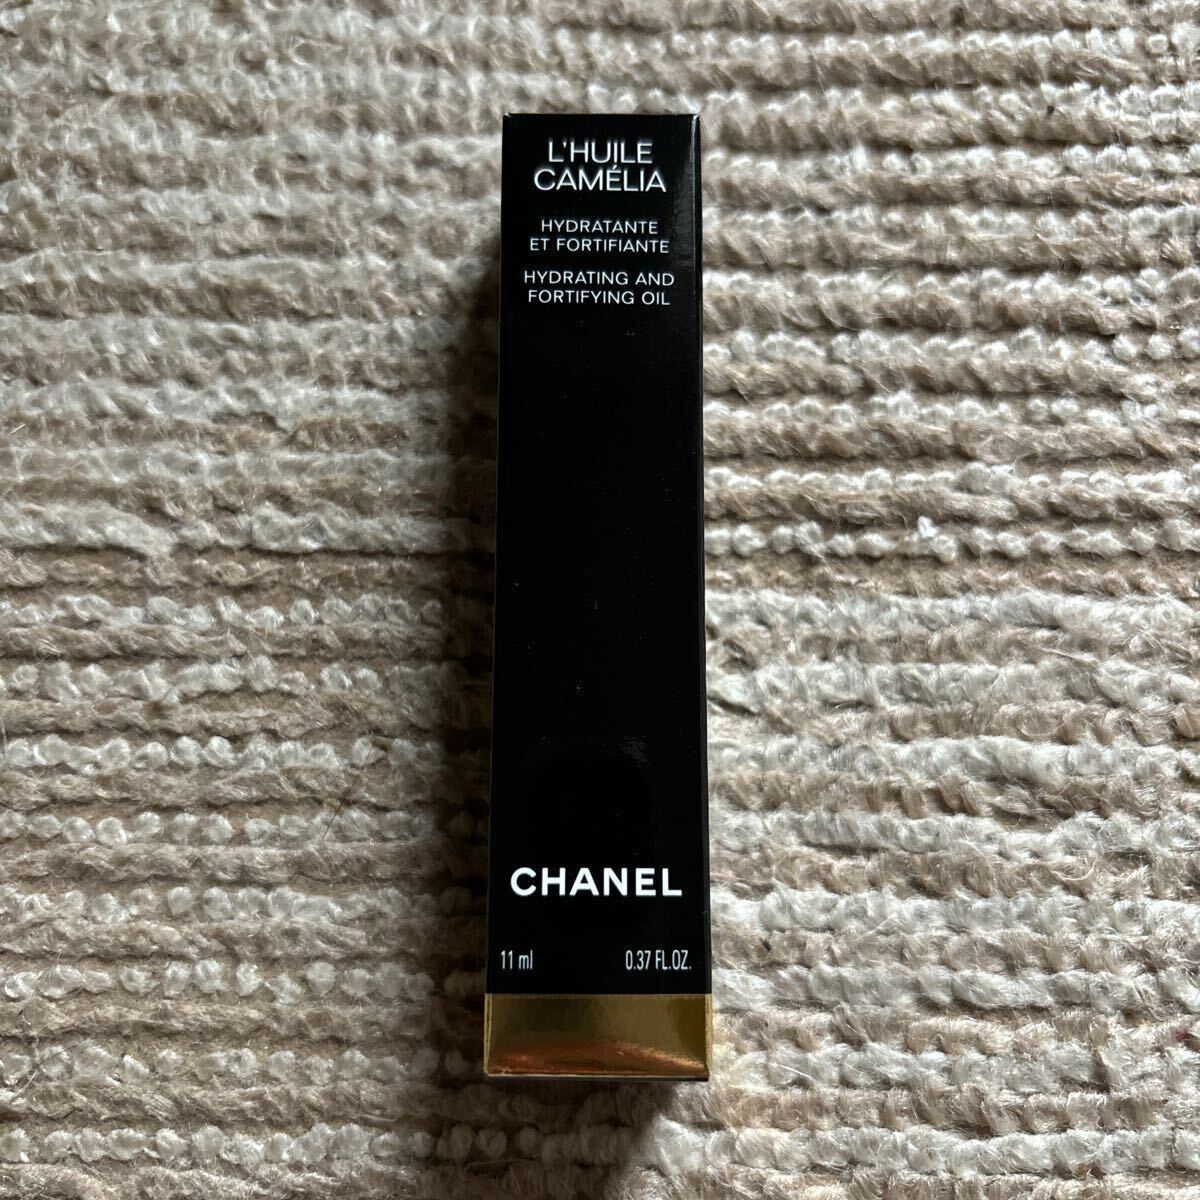 L'HUILE
CAMÉLIA
HYDRATANTE
ET FORTIFIANTE
HYDRATING AND
FORTIFYING OIL
CHANEL
11 ml 0.37 FL.OZ.